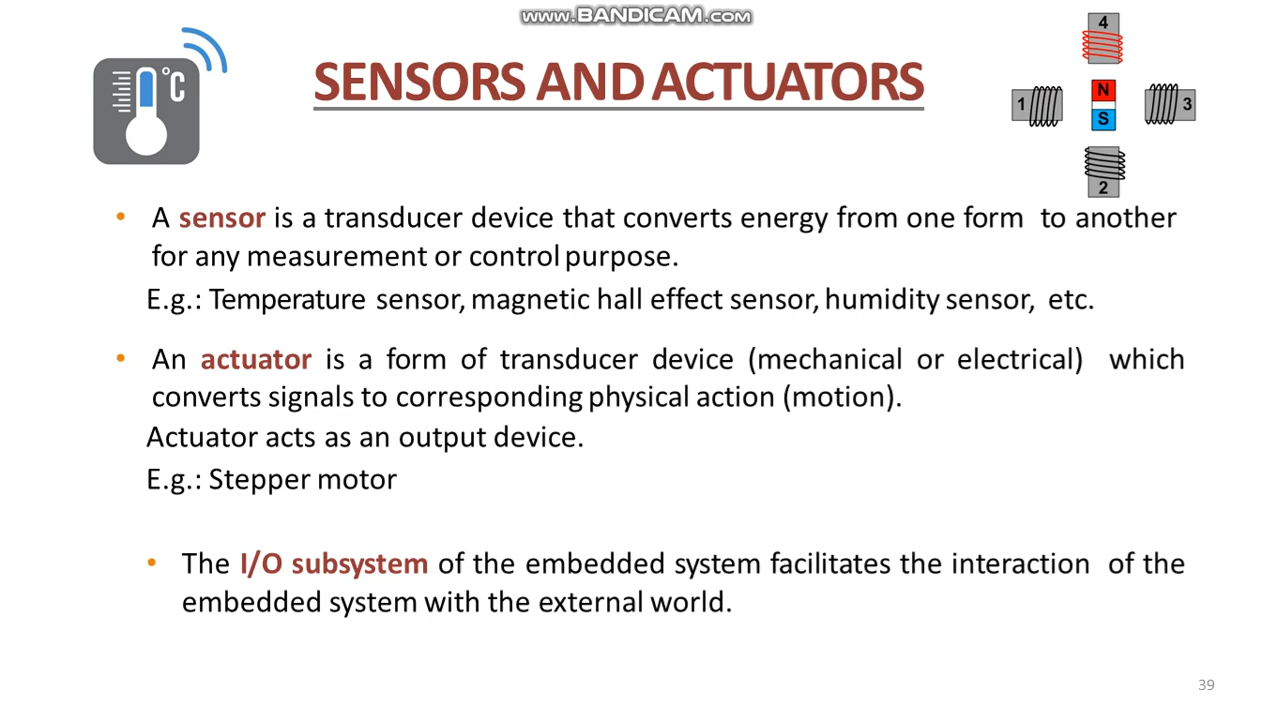 www.BANDICAM.com
4
°C
SENSORS AND ACTUATORS
N
1
3
S
2
• A sensor is a transducer device that converts energy from one form to another
for any measurement or control purpose.
E.g.: Temperature sensor, magnetic hall effect sensor, humidity sensor, etc.
• An actuator is a form of transducer device (mechanical or electrical) which
converts signals to corresponding physical action (motion).
Actuator acts as an output device.
E.g.: Stepper motor
• The I/O subsystem of the embedded system facilitates the interaction of the
embedded system with the external world.
39